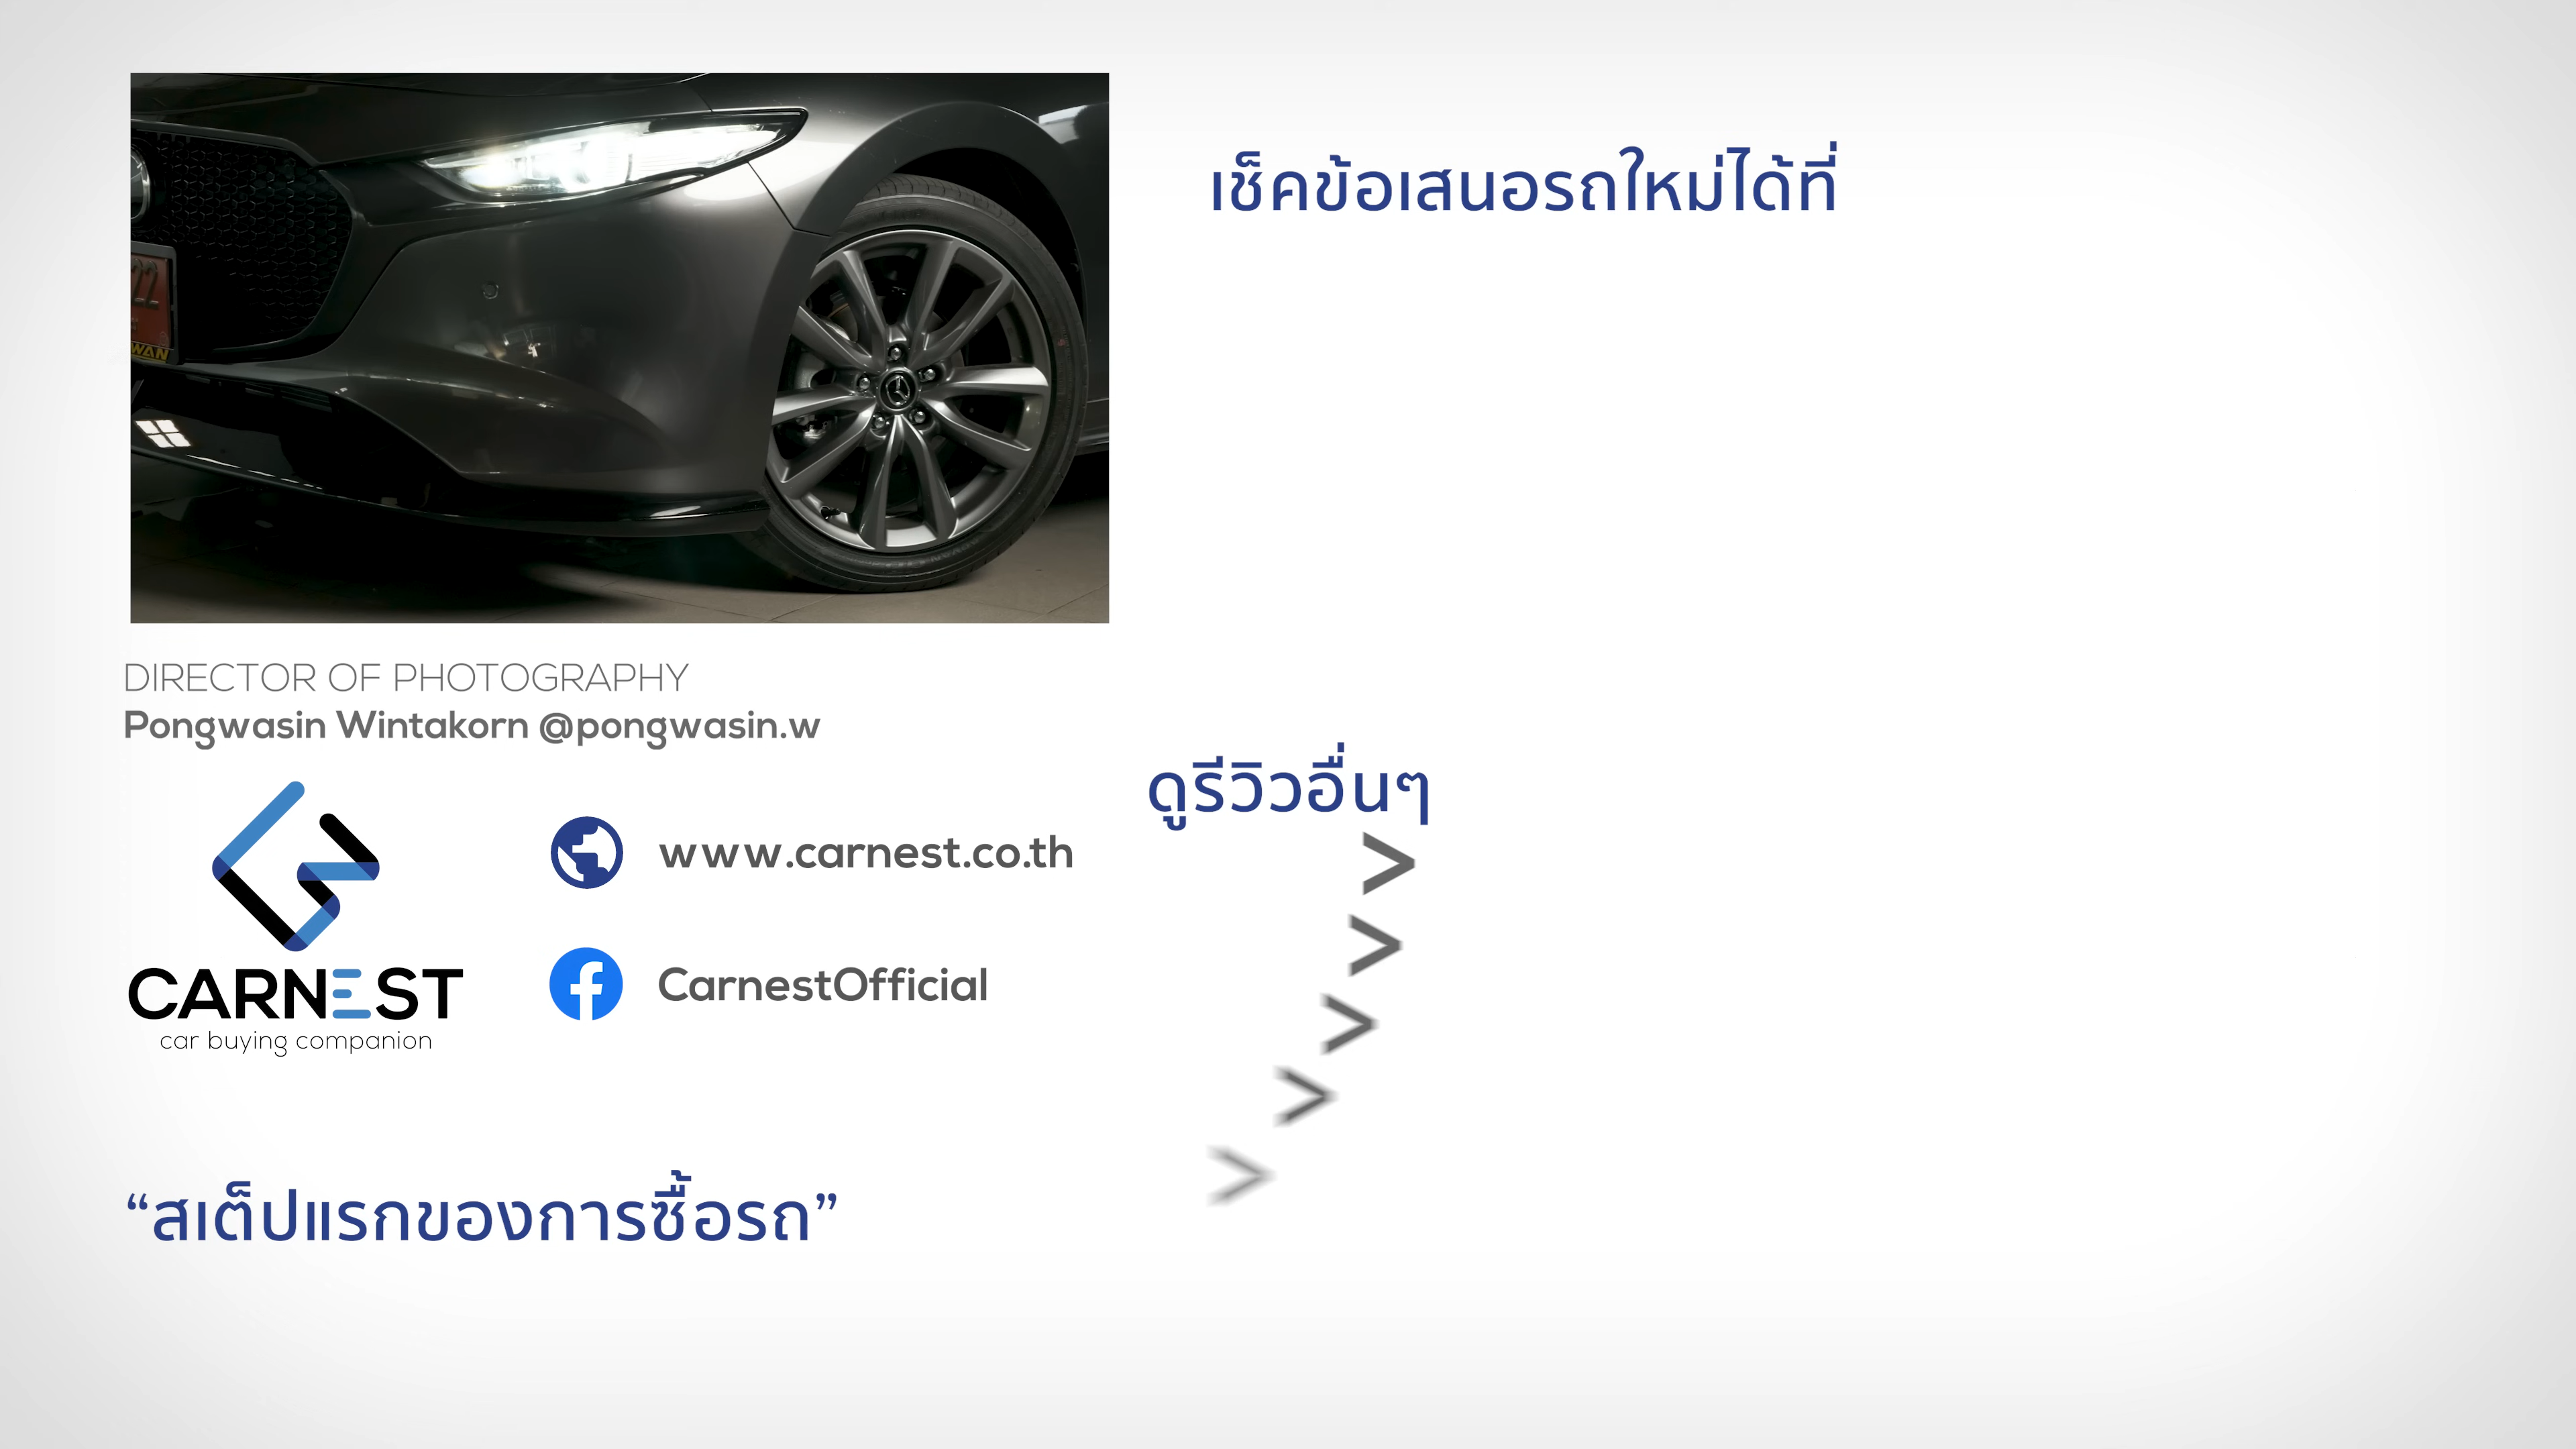 22
WAN
เช็คข้อเสนอรถใหม่ได้ที่
DIRECTOR OF PHOTOGRAPHY
Pongwasin Wintakorn @pongwasin.w
ดูรีวิวอื่นๆ
>
>
>
>
>
www.carnest.co.th
CarnestOfficial
CARNEST
car buying companion
“สเต็ปแรกของการซื้อรถ”